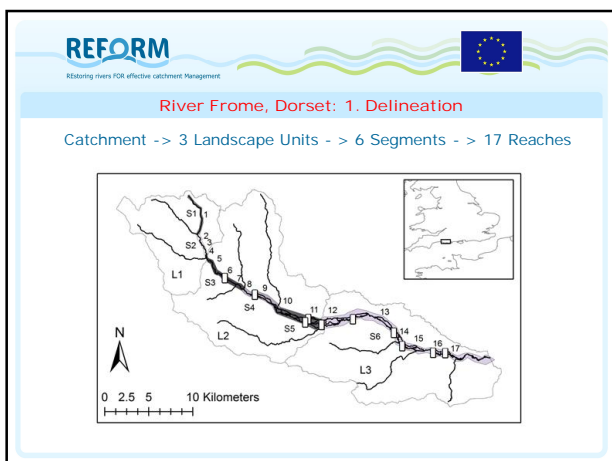 REFORM
REstoring rivers FOR effective catchment Management
River Frome, Dorset: 1. Delineation
Catchment -> 3 Landscape Units - > 6 Segments - > 17 Reaches
S1
1
2
S2
3
4
5
L1
6
S3
7
8
9
S4
10
11
12
13
S5
14
S6
15
L2
16
17
L3
N
0 2.5 5 10 Kilometers